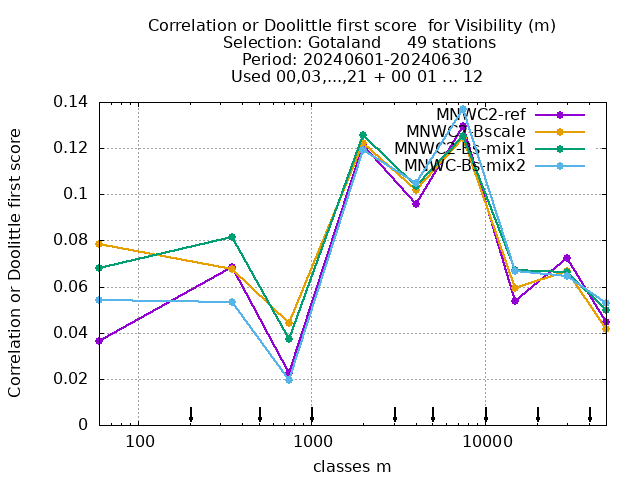 Correlation or Doolittle first score  for Visibility (m)
Selection: Gotaland     49 stations
Period: 20240601-20240630
Used 00,03,...,21 + 00 01 ... 12
Correlation or Doolittle first score
0.14
0.12
0.1
0.08
0.06
0.04
0.02
0
MNWC2-ref
MNWC2-Bscale
MNWC2-Bs-mix1
MNWC-Bs-mix2
100
1000
10000
classes m